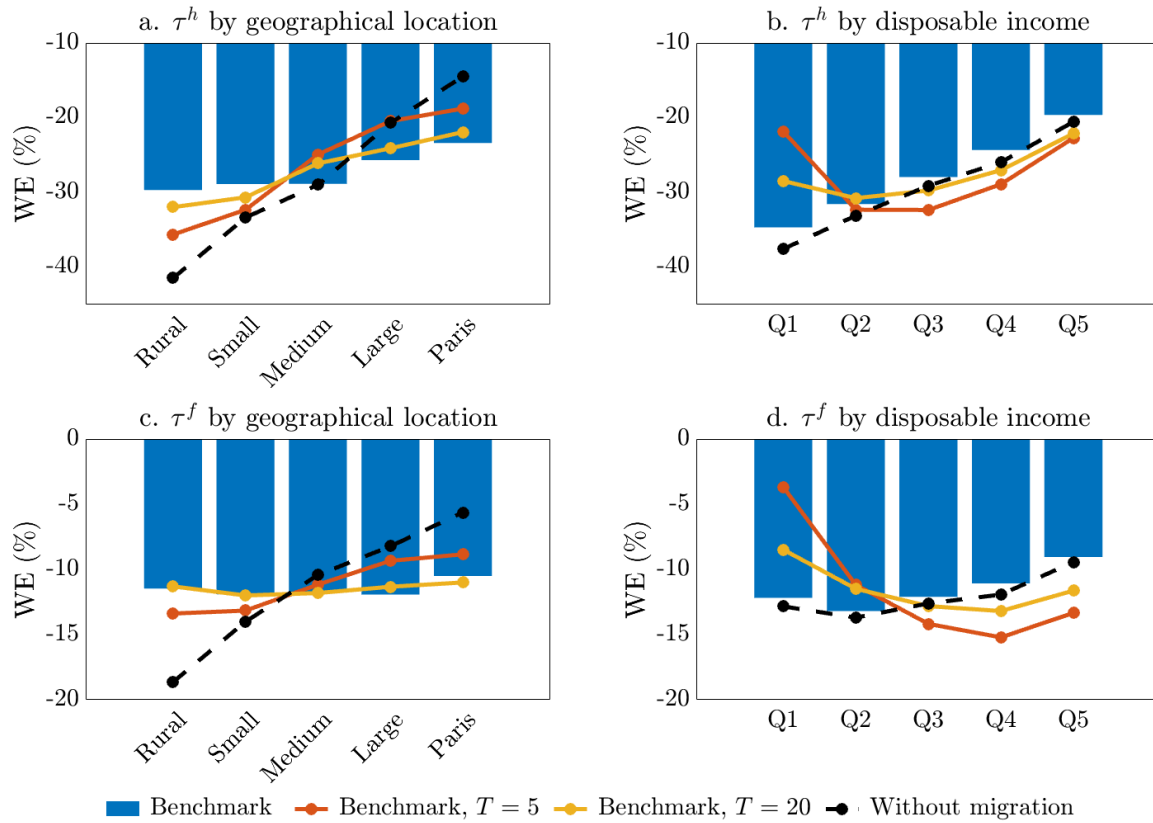 a. τ^h by geographical location
WE (%)
-10
-20
-30
-40
Rural
Small
Medium
Large
Paris
b. τ^h by disposable income
WE (%)
-10
-20
-30
-40
Q1
Q2
Q3
Q4
Q5
c. τ^f by geographical location
WE (%)
0
-5
-10
-15
-20
Rural
Small
Medium
Large
Paris
d. τ^f by disposable income
WE (%)
0
-5
-10
-15
-20
Q1
Q2
Q3
Q4
Q5
Benchmark
Benchmark, T = 5
Benchmark, T = 20
Without migration